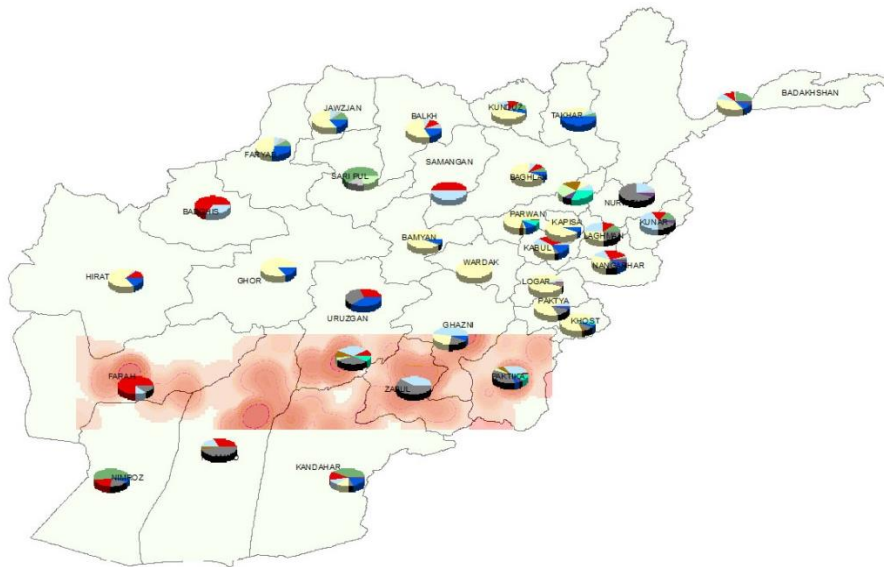 BADAKHSHAN
JAWZJAN
BALKH
KUNDUZ
TAKHAR
FARYAB
SARI PUL
SAMANGAN
BAGHLAN
NUR
BADGHIS
PARWAN
KAPISA
KUNAR
LAGHMAN
BAMYAN
KABUL
NANGARHAR
HIRAT
GHOR
WARDAK
LOGAR
PAKTYA
URUZGAN
GHAZNI
KHOST
FARAH
ZABUL
PAKTIKA
NIMROZ
KANDAHAR